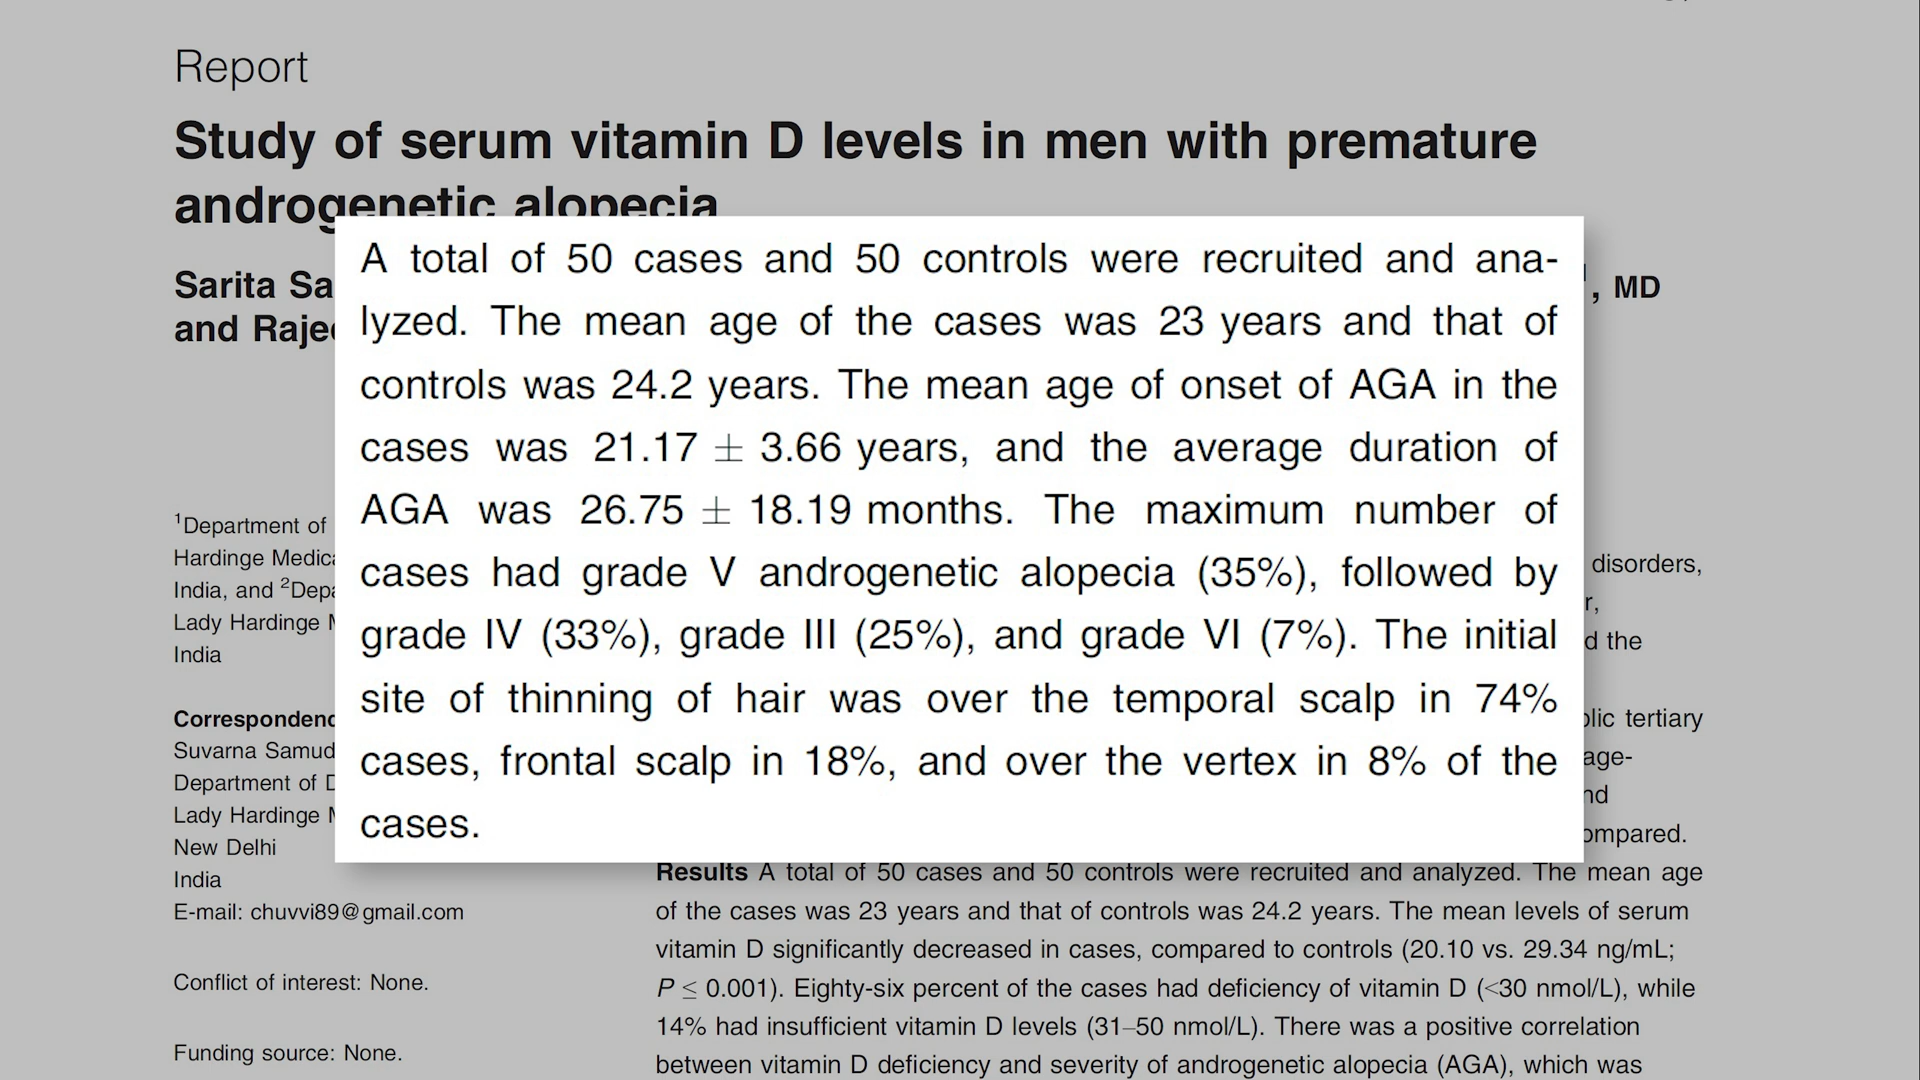 Report
Study of serum vitamin D levels in men with premature
androgenetic alopecia
Sarita
, MD
and
A total of 50 cases and 50 controls were recruited and ana-
lyzed. The mean age of the cases was 23 years and that of
controls was 24.2 years. The mean age of onset of AGA in the
cases was 21.17 ± 3.66 years, and the average duration of
AGA was 26.75 ± 18.19 months. The maximum number of
cases had grade V androgenetic alopecia (35%), followed by
grade IV (33%), grade III (25%), and grade VI (7%). The initial
site of thinning of hair was over the temporal scalp in 74%
cases, frontal scalp in 18%, and over the vertex in 8% of the
cases.
¹Department of
Hardinge
India, and
Lady Hardinge
India
Suvarna
Department of
Lady Hardinge
New Delhi
India
E-mail: chuvvi89@gmail.com
Conflict of interest: None.
Funding source: None.
disorders,
the
tertiary
Results A total of 50 cases and 50 controls were recruited and analyzed. The mean age
of the cases was 23 years and that of controls was 24.2 years. The mean levels of serum
vitamin D significantly decreased in cases, compared to controls (20.10 vs. 29.34 ng/mL;
P ≤ 0.001). Eighty-six percent of the cases had deficiency of vitamin D (<30 nmol/L), while
14% had insufficient vitamin D levels (31–50 nmol/L). There was a positive correlation
between vitamin D deficiency and severity of androgenetic alopecia (AGA), which was